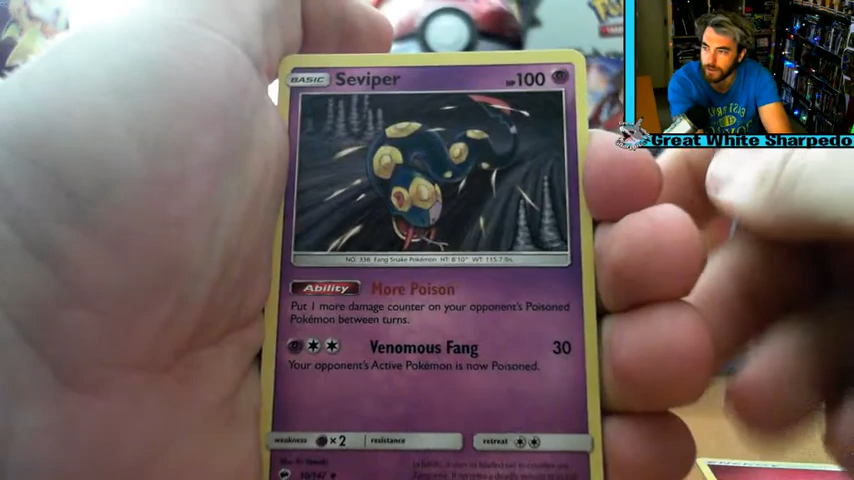 BASIC Seviper HP100
NO. 336 Fang Snake Pokémon HT: 8'10" WT: 115.7 lbs.
Ability More Poison
Put 1 more damage counter on your opponent's Poisoned
Pokémon between turns.
Venomous Fang 30
Your opponent's Active Pokémon is now Poisoned.
weakness ×2 resistance retreat
Great White Sharpedo